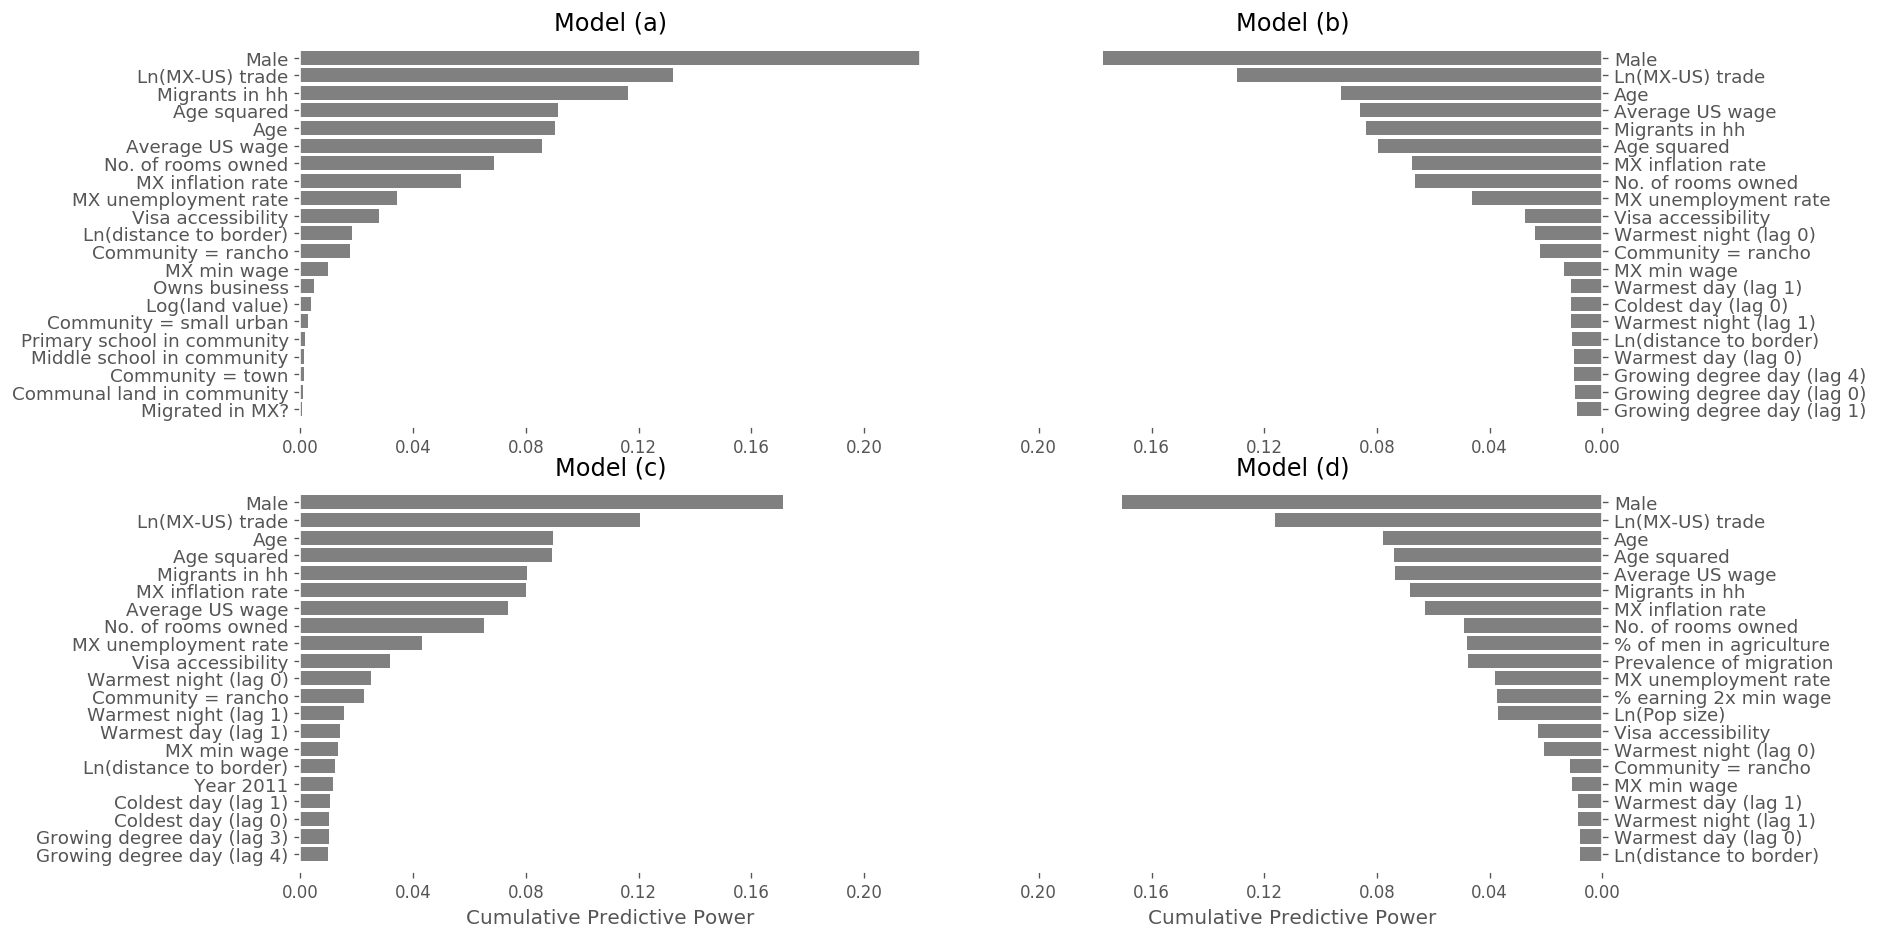 Model (a)
Male
Ln(MX-US) trade
Migrants in hh
Age squared
Age
Average US wage
No. of rooms owned
MX inflation rate
MX unemployment rate
Visa accessibility
Ln(distance to border)
Community = rancho
MX min wage
Owns business
Log(land value)
Community = small urban
Primary school in community
Middle school in community
Community = town
Communal land in community
Migrated in MX?
0.00 0.04 0.08 0.12 0.16 0.20
Model (b)
Male
Ln(MX-US) trade
Age
Average US wage
Migrants in hh
Age squared
MX inflation rate
No. of rooms owned
MX unemployment rate
Visa accessibility
Warmest night (lag 0)
Community = rancho
MX min wage
Warmest day (lag 1)
Coldest day (lag 0)
Warmest night (lag 1)
Ln(distance to border)
Warmest day (lag 0)
Growing degree day (lag 4)
Growing degree day (lag 0)
Growing degree day (lag 1)
0.20 0.16 0.12 0.08 0.04 0.00
Model (c)
Male
Ln(MX-US) trade
Age
Age squared
Migrants in hh
MX inflation rate
Average US wage
No. of rooms owned
MX unemployment rate
Visa accessibility
Warmest night (lag 0)
Community = rancho
Warmest night (lag 1)
Warmest day (lag 1)
MX min wage
Ln(distance to border)
Year 2011
Coldest day (lag 1)
Coldest day (lag 0)
Growing degree day (lag 3)
Growing degree day (lag 4)
0.00 0.04 0.08 0.12 0.16 0.20
Cumulative Predictive Power
Model (d)
Male
Ln(MX-US) trade
Age
Age squared
Average US wage
Migrants in hh
MX inflation rate
No. of rooms owned
% of men in agriculture
Prevalence of migration
MX unemployment rate
% earning 2x min wage
Ln(Pop size)
Visa accessibility
Warmest night (lag 0)
Community = rancho
MX min wage
Warmest day (lag 1)
Warmest night (lag 1)
Warmest day (lag 0)
Ln(distance to border)
0.20 0.16 0.12 0.08 0.04 0.00
Cumulative Predictive Power